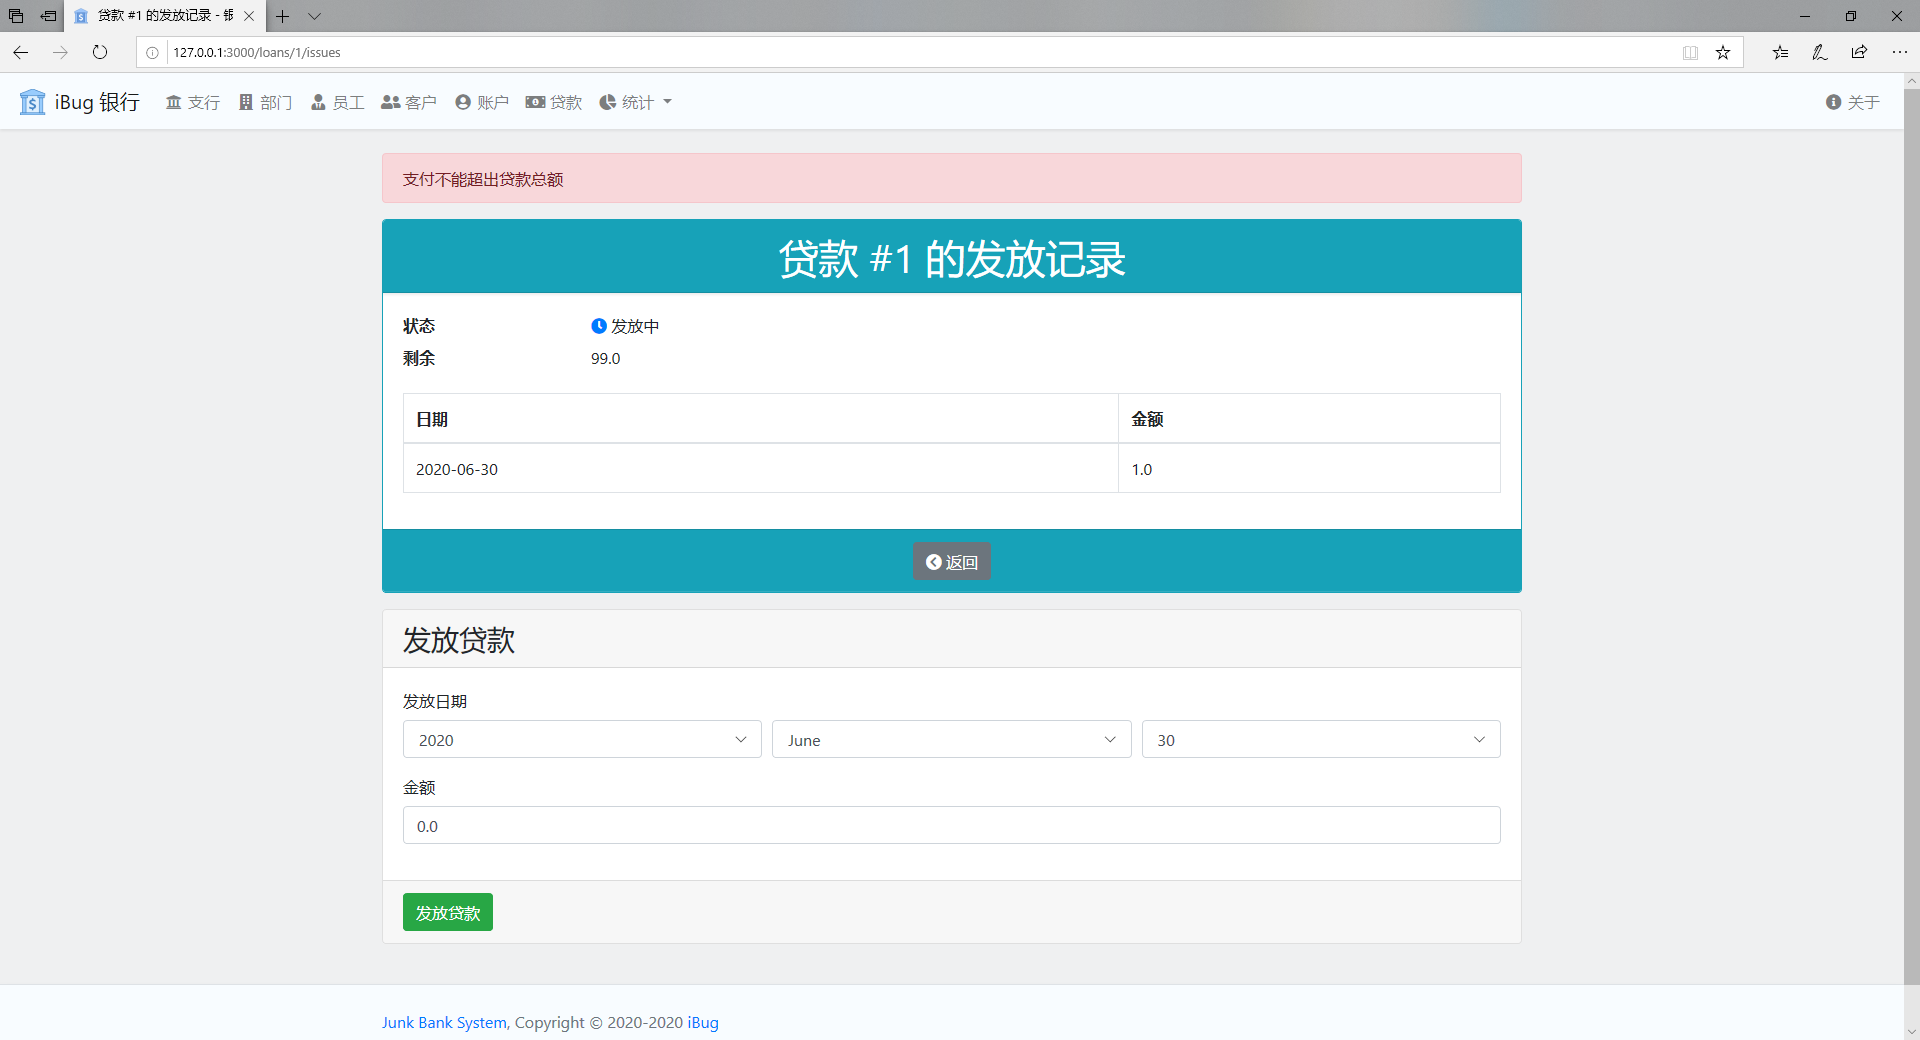 贷款 #1 的发放记录 - 银
127.0.0.1:3000/loans/1/issues
iBug 银行 支行 部门 员工 客户 账户 贷款 统计 关于
支付不能超出贷款总额
贷款 #1 的发放记录
状态 发放中
剩余 99.0
日期 金额
2020-06-30 1.0
返回
发放贷款
发放日期
2020 June 30
金额
0.0
发放贷款
Junk Bank System, Copyright © 2020-2020 iBug